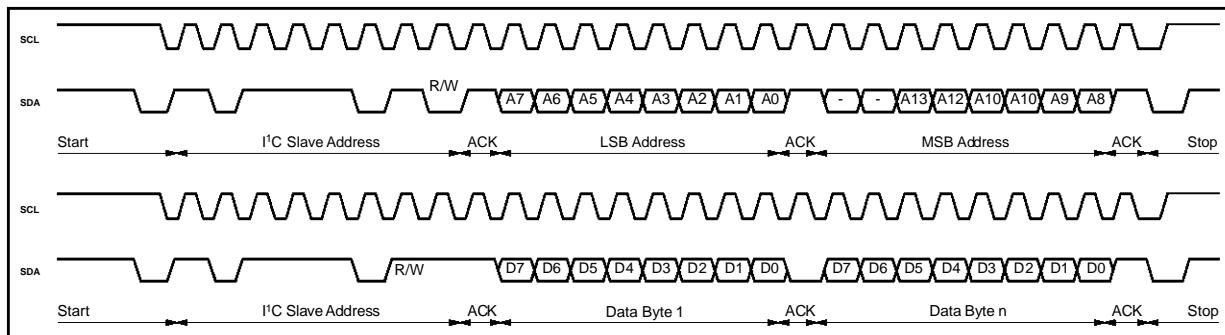 SCL
R/W
SDA A7 A6 A5 A4 A3 A2 A1 A0 - - A13 A12 A10 A10 A9 A8
Start I¹C Slave Address ACK LSB Address ACK MSB Address ACK Stop
SCL
SDA R/W D7 D6 D5 D4 D3 D2 D1 D0 D7 D6 D5 D4 D3 D2 D1 D0
Start I¹C Slave Address ACK Data Byte 1 ACK Data Byte n ACK Stop